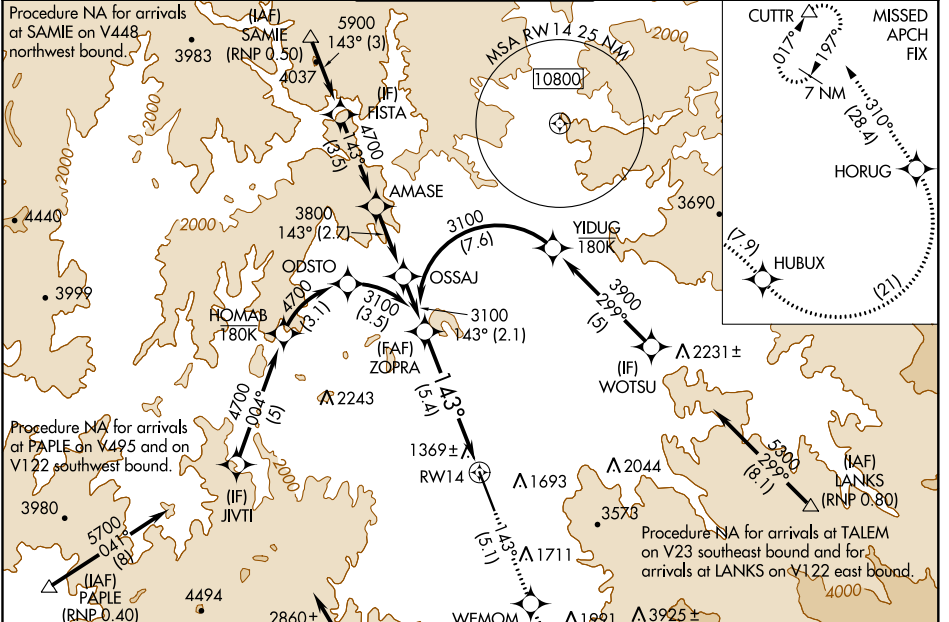 Procedure NA for arrivals
at SAMIE on V448
northwest bound.
3983
(IAF)
SAMIE
(RNP 0.50)
5900
143° (3)
4037
(IF)
FISTA
4700
143°
(3.5)
AMASE
3800
143° (2.7)
MSA RW14 25 NM
10800
2000
CUTTR
017°
197°
7 NM
MISSED
APCH
FIX
310°
(28.4)
HORUG
(7.9)
HUBUX
(21)
2000
4440
2000
3999
3690
3100
(7.6)
YIDUG
180K
ODSTO
OSSAJ
4700
(3.1)
3100
(3.5)
3100
143° (2.1)
HOMAB
180K
(FAF)
ZOPRA
3900
299°
(5)
(IF)
WOTSU
2231±
2243
4700
004°
(5)
143°
(5.4)
Procedure NA for arrivals
at PAPLE on V495 and on
V122 southwest bound.
(IF)
JIVTI
2000
1369±
RW14
1693
2044
5300
299°
(8.1)
(IAF)
LANKS
(RNP 0.80)
3980
5700
041°
(8)
(IAF)
PAPLE
(RNP 0.40)
3573
Procedure NA for arrivals at TALEM
on V23 southeast bound and for
arrivals at LANKS on V122 east bound.
143°
(5.1)
1711
4494
2860±
WEMOM
1991
3925±
4000